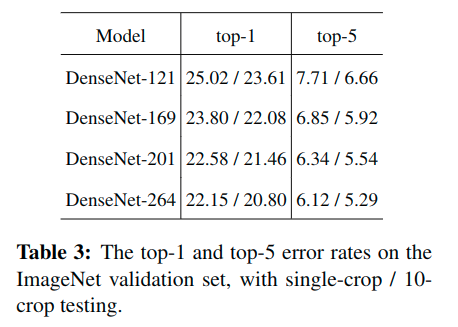 Model top-1 top-5
DenseNet-121 25.02 / 23.61 7.71 / 6.66
DenseNet-169 23.80 / 22.08 6.85 / 5.92
DenseNet-201 22.58 / 21.46 6.34 / 5.54
DenseNet-264 22.15 / 20.80 6.12 / 5.29
Table 3: The top-1 and top-5 error rates on the
ImageNet validation set, with single-crop / 10-
crop testing.